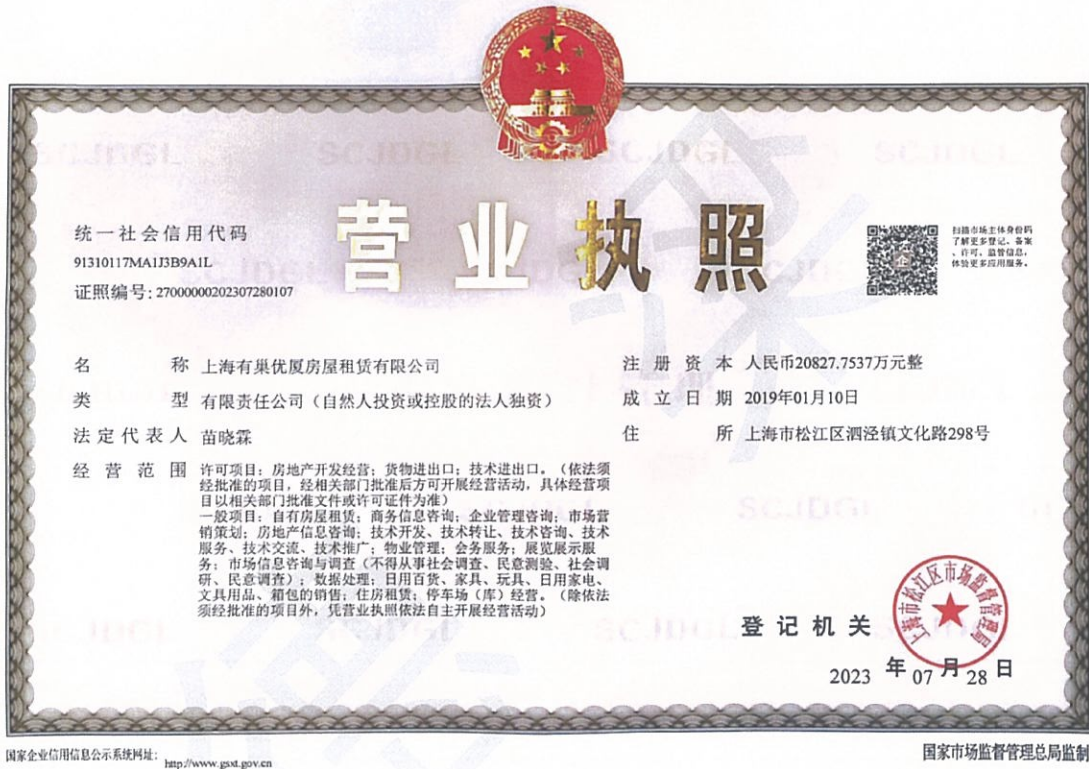 营业执照
统一社会信用代码
91310117MA1J3B9A1L
证照编号:27000000202307280107
扫描市场主体身份码
了解更多登记、备案
、许可、监管信息,
体验更多应用服务。
名称 上海有巢优厦房屋租赁有限公司
类型 有限责任公司(自然人投资或控股的法人独资)
法定代表人 苗晓霖
经营范围 许可项目:房地产开发经营;货物进出口;技术进出口。(依法须
经批准的项目,经相关部门批准后方可开展经营活动,具体经营项
目以相关部门批准文件或许可证件为准)
一般项目:自有房屋租赁;商务信息咨询;企业管理咨询;市场营
销策划;房地产信息咨询;技术开发、技术转让、技术咨询、技术
服务、技术交流、技术推广;物业管理;会务服务;展览展示服
务;市场信息咨询与调查(不得从事社会调查、民意测验、社会调
研、民意调查);数据处理;日用百货、家具、玩具、日用家电、
文具用品、箱包的销售;住房租赁;停车场(库)经营。(除依法
须经批准的项目外,凭营业执照依法自主开展经营活动)
注册资本 人民币20827.7537万元整
成立日期 2019年01月10日
住所 上海市松江区泗泾镇文化路298号
登记机关
上海市松江区市场监督管理局
2023年07月28日
国家企业信用信息公示系统网址:
http://www.gsxt.gov.cn
国家市场监督管理总局监制